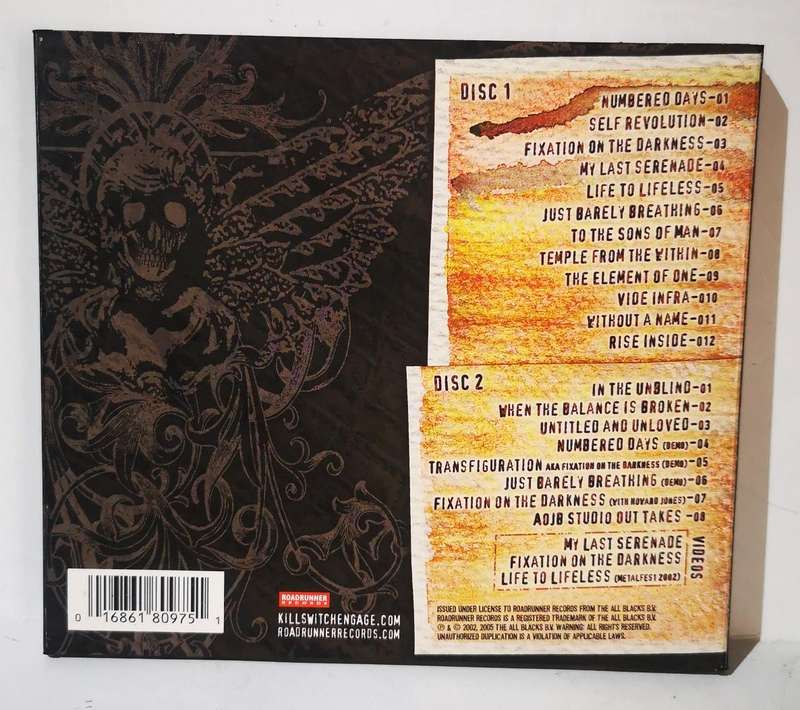 DISC 1
NUMBERED DAYS-01
SELF REVOLUTION-02
FIXATION ON THE DARKNESS-03
MY LAST SERENADE-04
LIFE TO LIFELESS-05
JUST BARELY BREATHING-06
TO THE SONS OF MAN-07
TEMPLE FROM THE WITHIN-08
THE ELEMENT OF ONE-09
VIDE INFRA-010
WITHOUT A NAME-011
RISE INSIDE-012
DISC 2
IN THE UNBLIND-01
WHEN THE BALANCE IS BROKEN-02
UNTITLED AND UNLOVED-03
NUMBERED DAYS (DEMO)-04
TRANSFIGURATION AKA FIXATION ON THE DARKNESS (DEMO)-05
JUST BARELY BREATHING (DEMO)-06
FIXATION ON THE DARKNESS (WITH HOWARD JONES)-07
AOJB STUDIO OUT TAKES-08
MY LAST SERENADE
FIXATION ON THE DARKNESS
LIFE TO LIFELESS (METALFEST 2002)
VIDEOS
ISSUED UNDER LICENSE TO ROADRUNNER RECORDS FROM THE ALL BLACKS B.V.
ROADRUNNER RECORDS IS A REGISTERED TRADEMARK OF THE ALL BLACKS B.V.
℗ & © 2002, 2005 THE ALL BLACKS B.V. WARNING: ALL RIGHTS RESERVED.
UNAUTHORIZED DUPLICATION IS A VIOLATION OF APPLICABLE LAWS.
ROADRUNNER
RECORDS
KILLSWITCHENGAGE.COM
ROADRUNNERRECORDS.COM
0 16861 80975 1